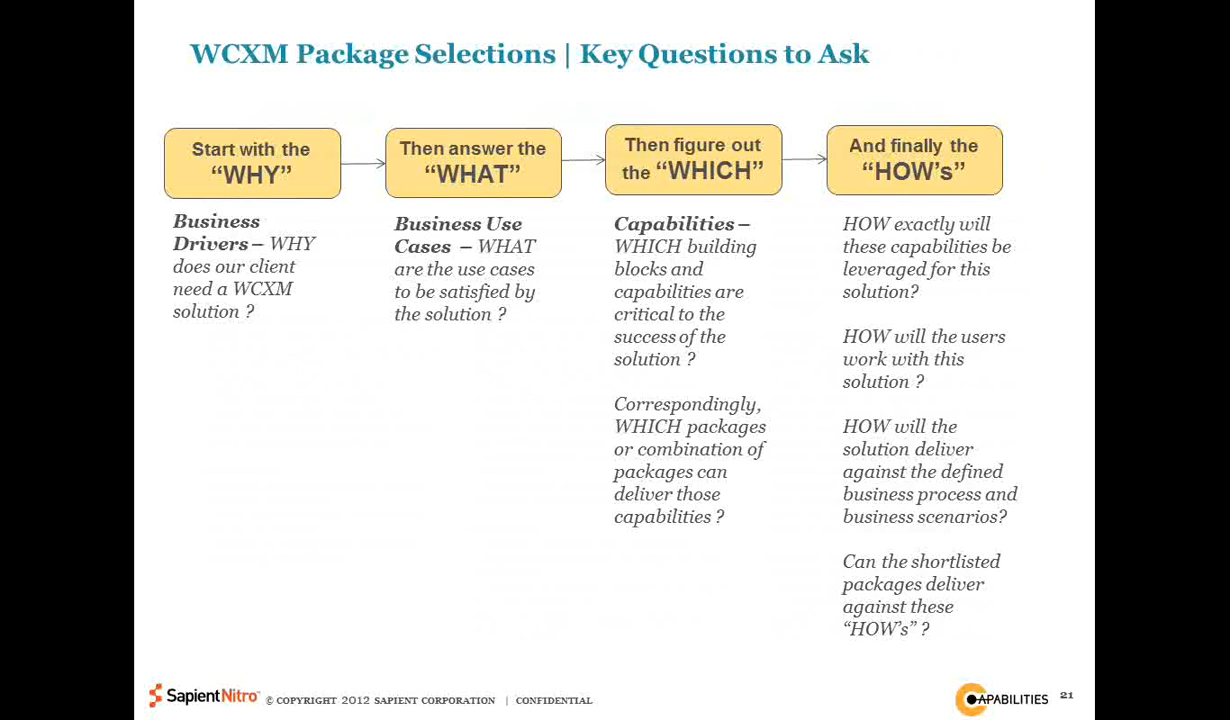 WCXM Package Selections | Key Questions to Ask
Start with the
“WHY”
Then answer the
“WHAT”
Then figure out
the “WHICH”
And finally the
“HOW’s”
Business
Drivers – WHY
does our client
need a WCXM
solution ?
Business Use
Cases – WHAT
are the use cases
to be satisfied by
the solution ?
Capabilities –
WHICH building
blocks and
capabilities are
critical to the
success of the
solution ?
Correspondingly,
WHICH packages
or combination of
packages can
deliver those
capabilities ?
HOW exactly will
these capabilities be
leveraged for this
solution?
HOW will the users
work with this
solution ?
HOW will the
solution deliver
against the defined
business process and
business scenarios?
Can the shortlisted
packages deliver
against these
“HOW’s” ?
SapientNitro © COPYRIGHT 2012 SAPIENT CORPORATION | CONFIDENTIAL
CAPABILITIES 21